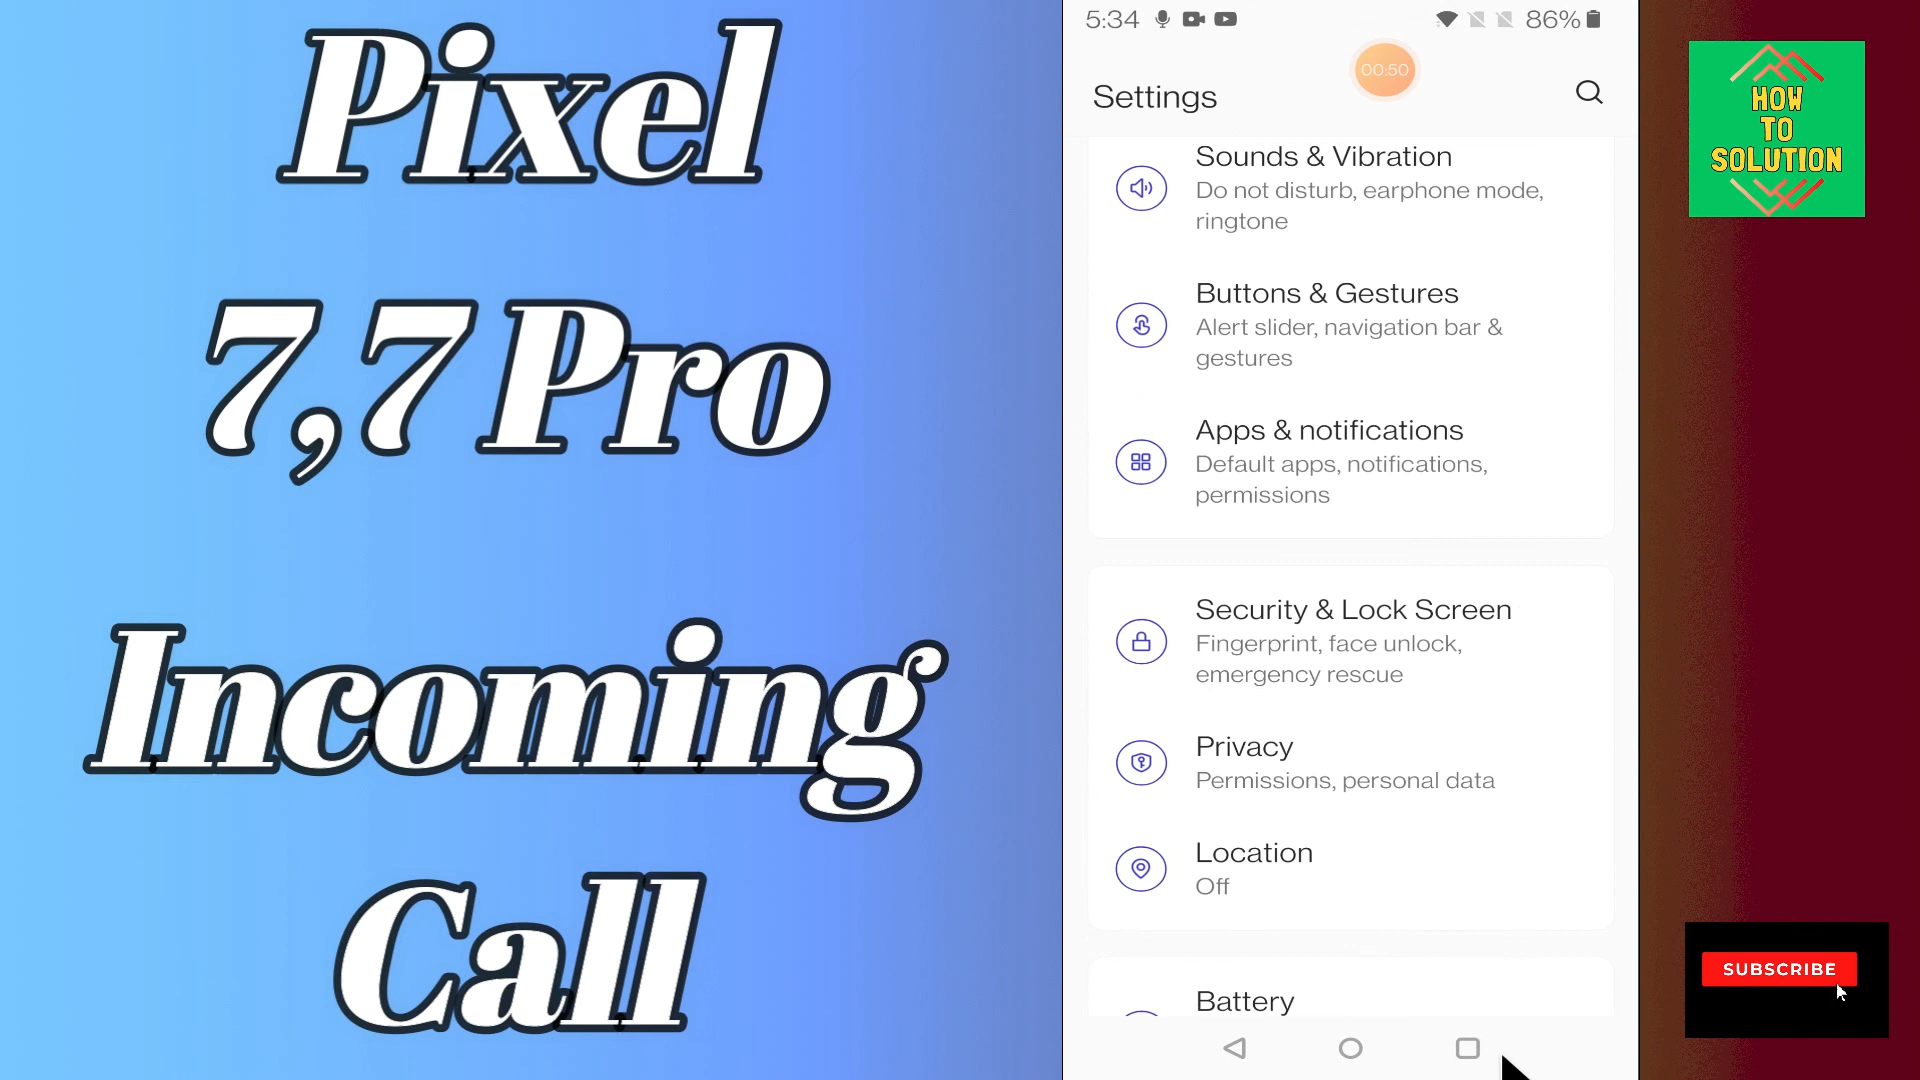 Pixel
7,7 Pro
Incoming
Call
5:34
86%
00:50
Settings
Sounds & Vibration
Do not disturb, earphone mode,
ringtone
Buttons & Gestures
Alert slider, navigation bar &
gestures
Apps & notifications
Default apps, notifications,
permissions
Security & Lock Screen
Fingerprint, face unlock,
emergency rescue
Privacy
Permissions, personal data
Location
Off
Battery
HOW
TO
SOLUTION
SUBSCRIBE